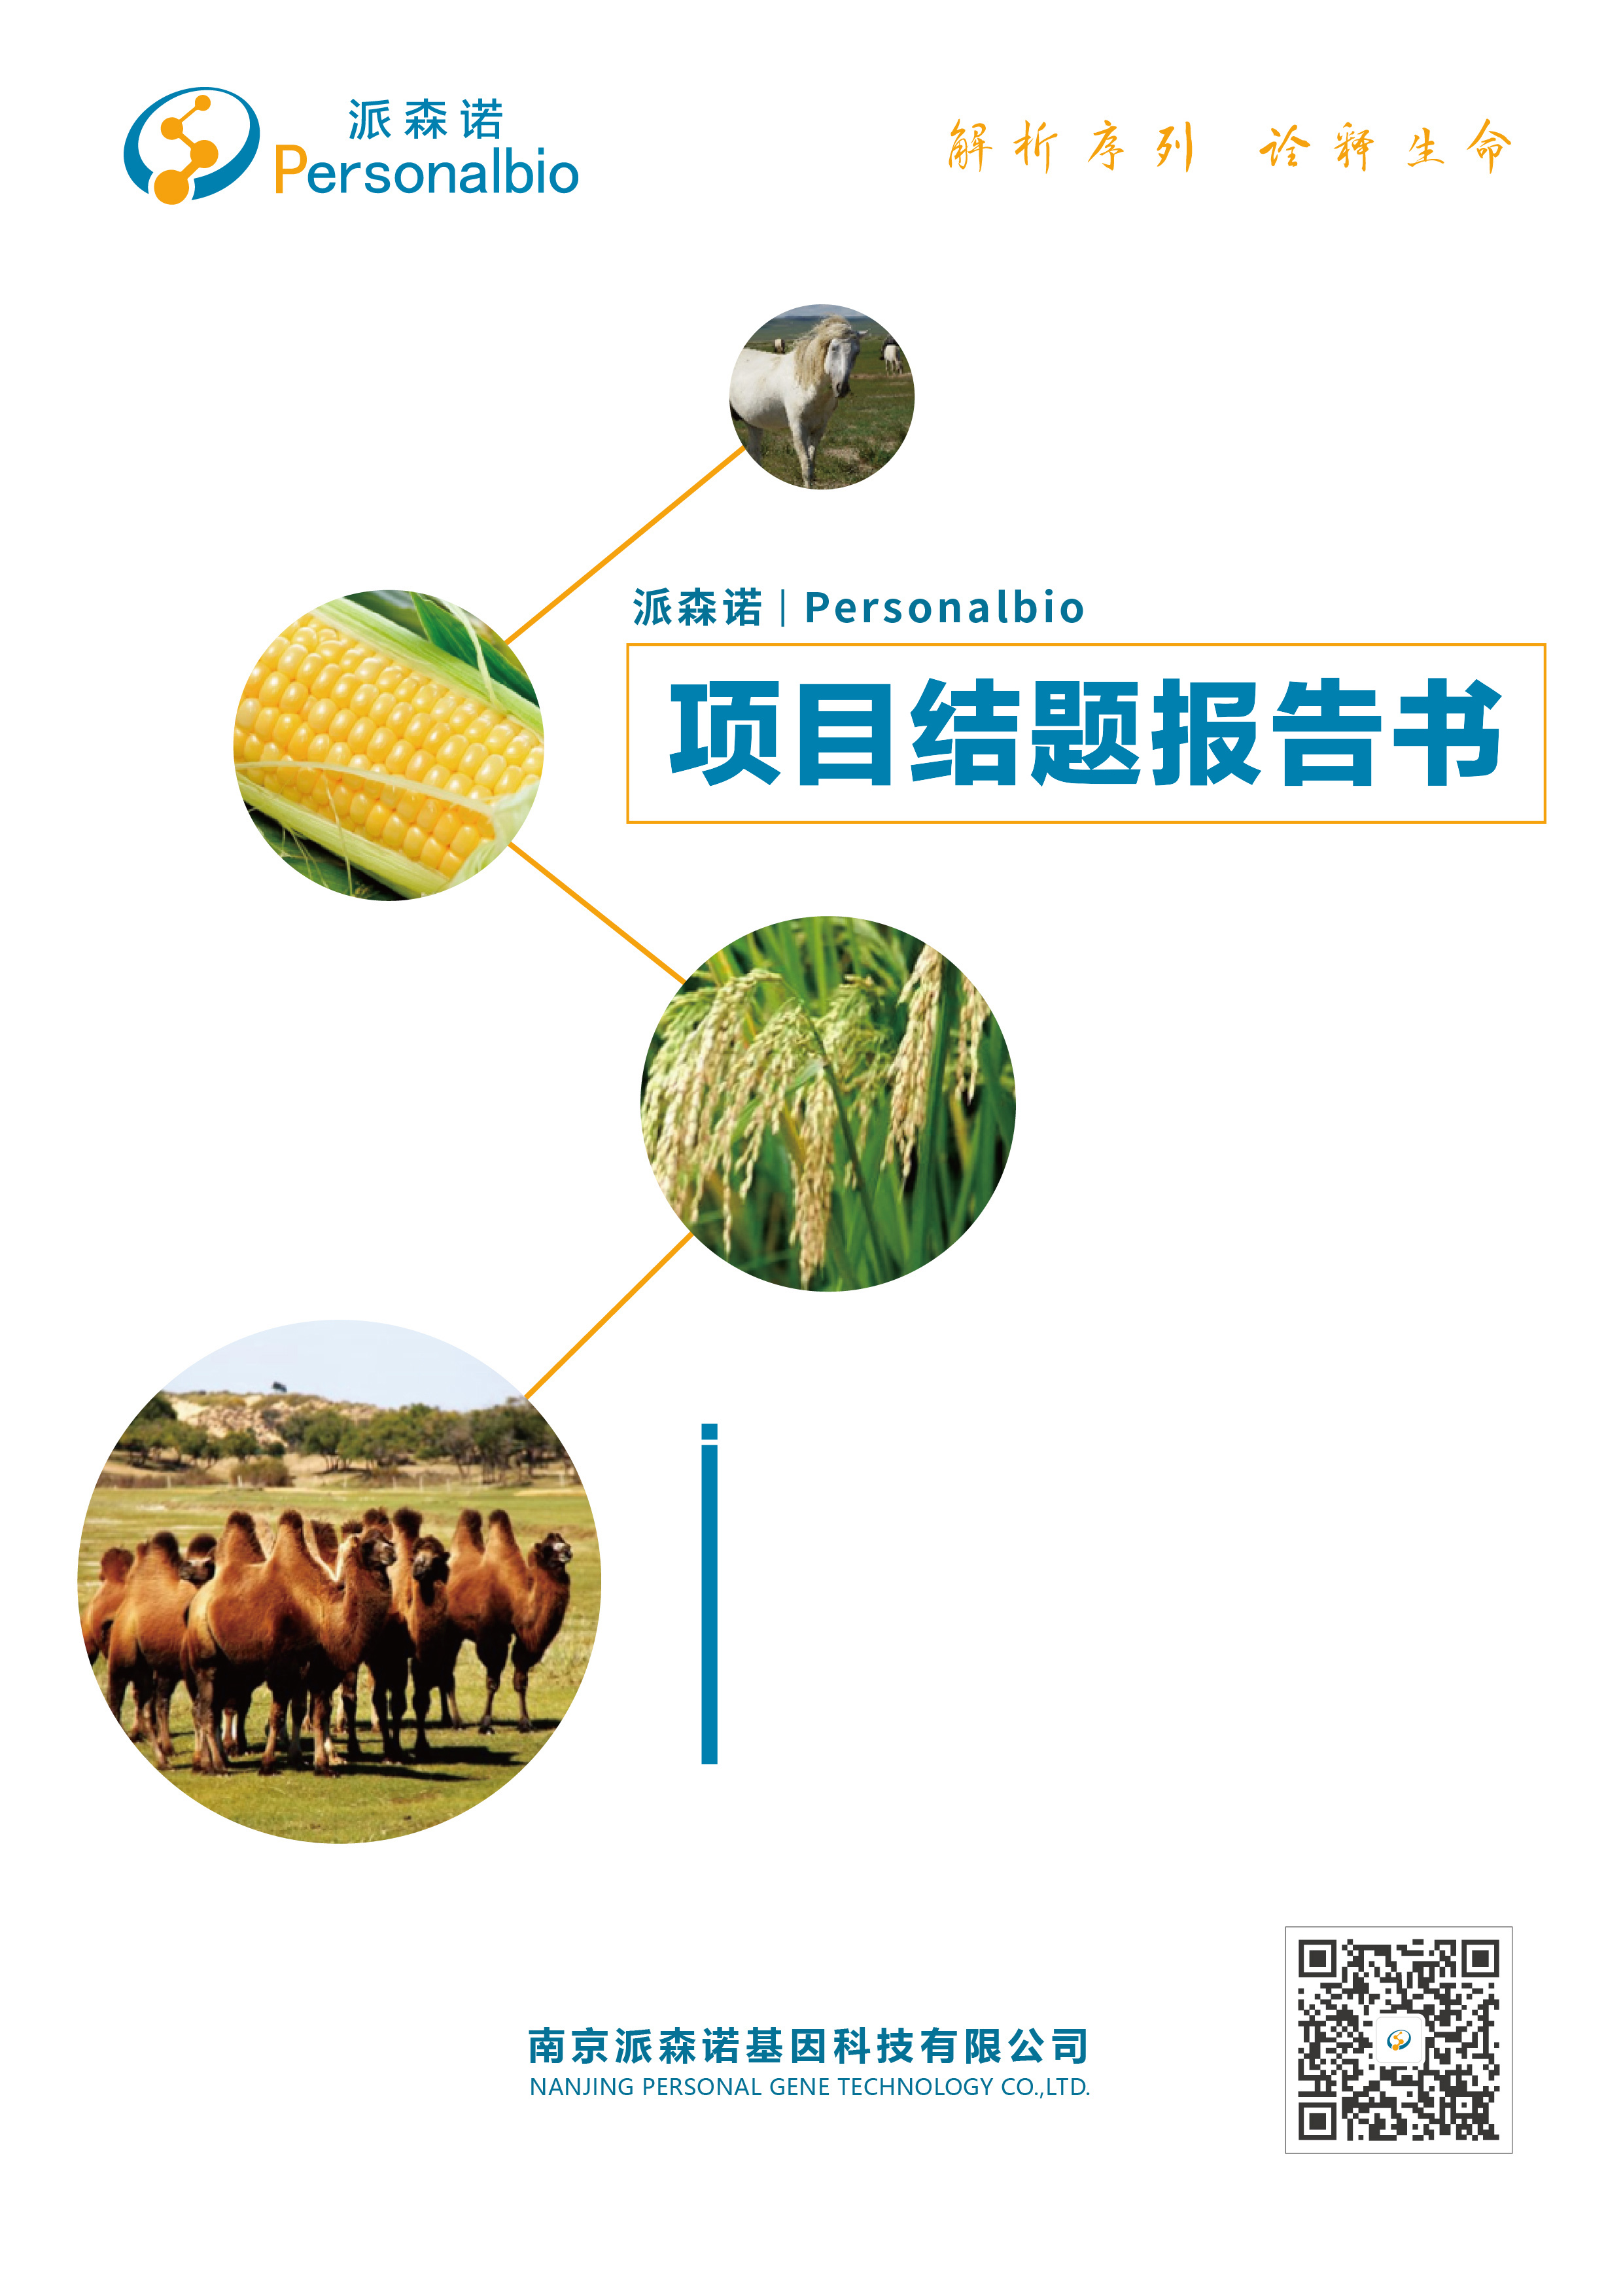 派森诺
Personalbio
解析序列 诠释生命
派森诺 | Personalbio
项目结题报告书
南京派森诺基因科技有限公司
NANJING PERSONAL GENE TECHNOLOGY CO.,LTD.